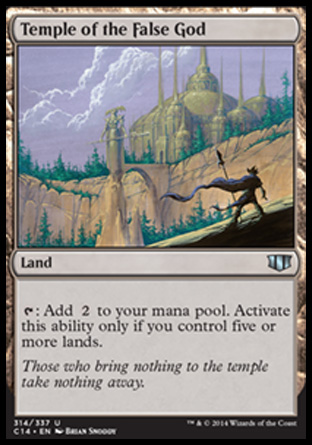 Temple of the False God
Land
: Add 2 to your mana pool. Activate
this ability only if you control five or
more lands.
Those who bring nothing to the temple
take nothing away.
314/337 U
C14 • EN Brian Snoddy
™ & © 2014 Wizards of the Coast